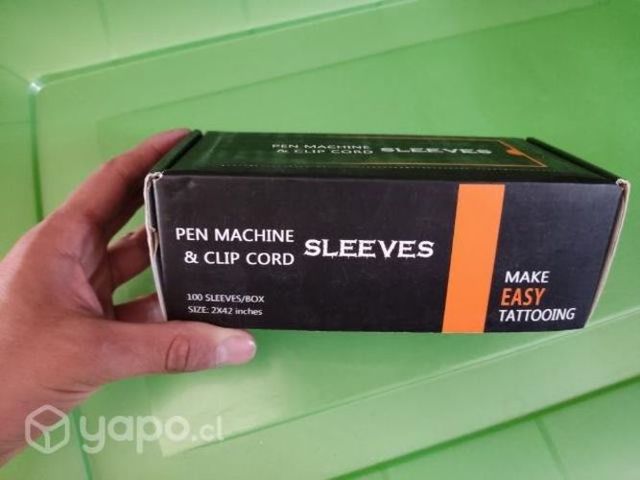 PEN MACHINE
& CLIP CORD SLEEVES
PEN MACHINE
& CLIP CORD SLEEVES
100 SLEEVES/BOX
SIZE: 2X42 inches
MAKE
EASY
TATTOOING
yapo.cl